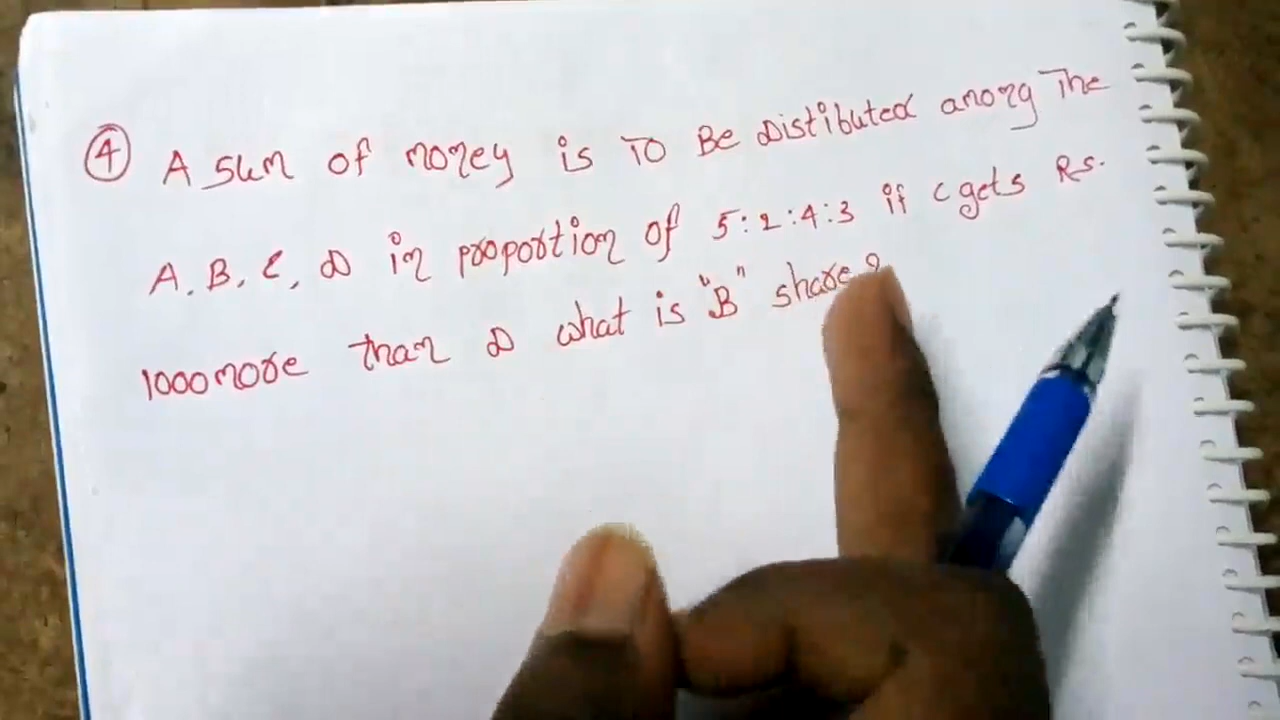 ④ A sum of money is To Be Distibuted among The
A, B, C, D in proportion of 5:2:4:3 if C gets Rs.
1000 more than D what is "B" share?